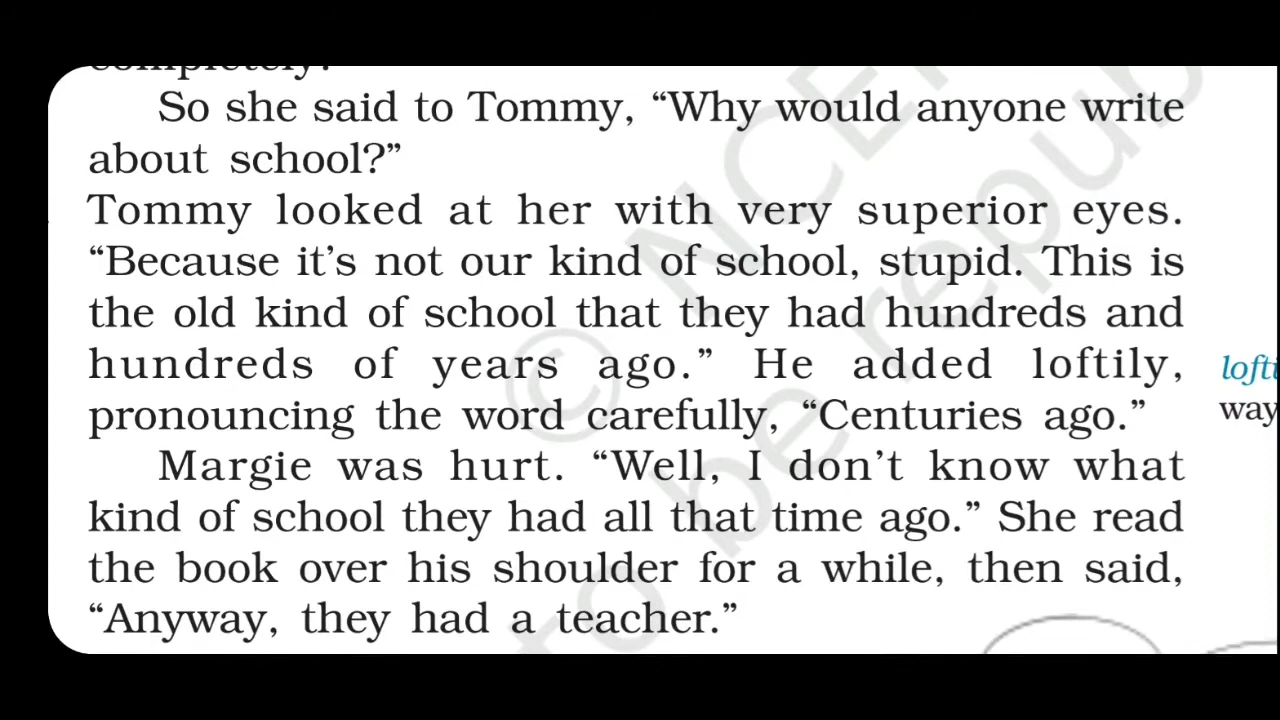 So she said to Tommy, “Why would anyone write
about school?”
Tommy looked at her with very superior eyes.
“Because it’s not our kind of school, stupid. This is
the old kind of school that they had hundreds and
hundreds of years ago.” He added loftily,
pronouncing the word carefully, “Centuries ago.”
Margie was hurt. “Well, I don’t know what
kind of school they had all that time ago.” She read
the book over his shoulder for a while, then said,
“Anyway, they had a teacher.”
way